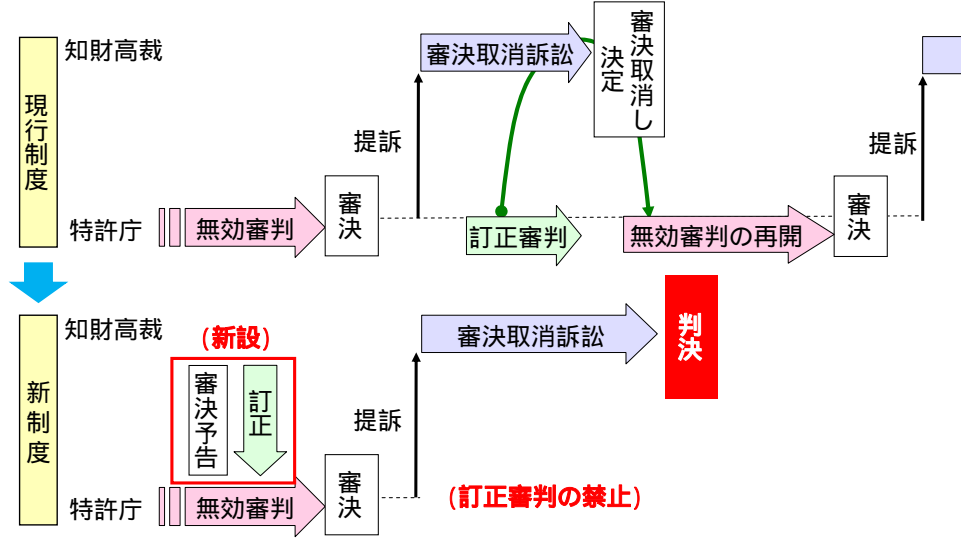 現行制度
知財高裁
審決取消訴訟
審決取消し
決定
提訴
提訴
特許庁
無効審判
審決
訂正審判
無効審判の再開
審決
新制度
知財高裁
(新設)
審決予告
訂正
審決取消訴訟
判決
提訴
特許庁
無効審判
審決
(訂正審判の禁止)